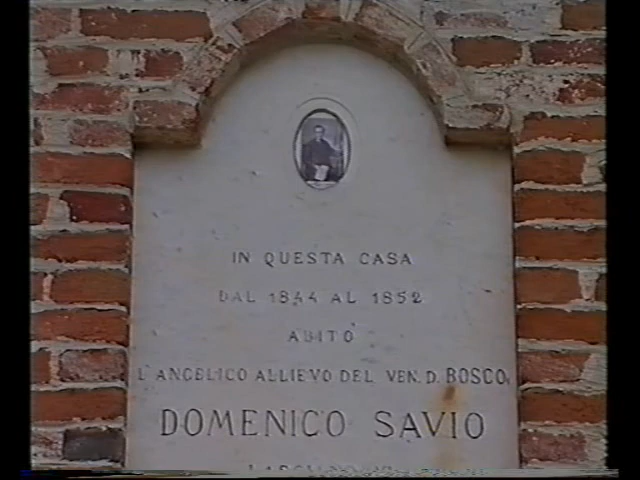 IN QUESTA CASA
DAL 1844 AL 1852
ABITÒ
L'ANGELICO ALLIEVO DEL VEN. D. BOSCO,
DOMENICO SAVIO